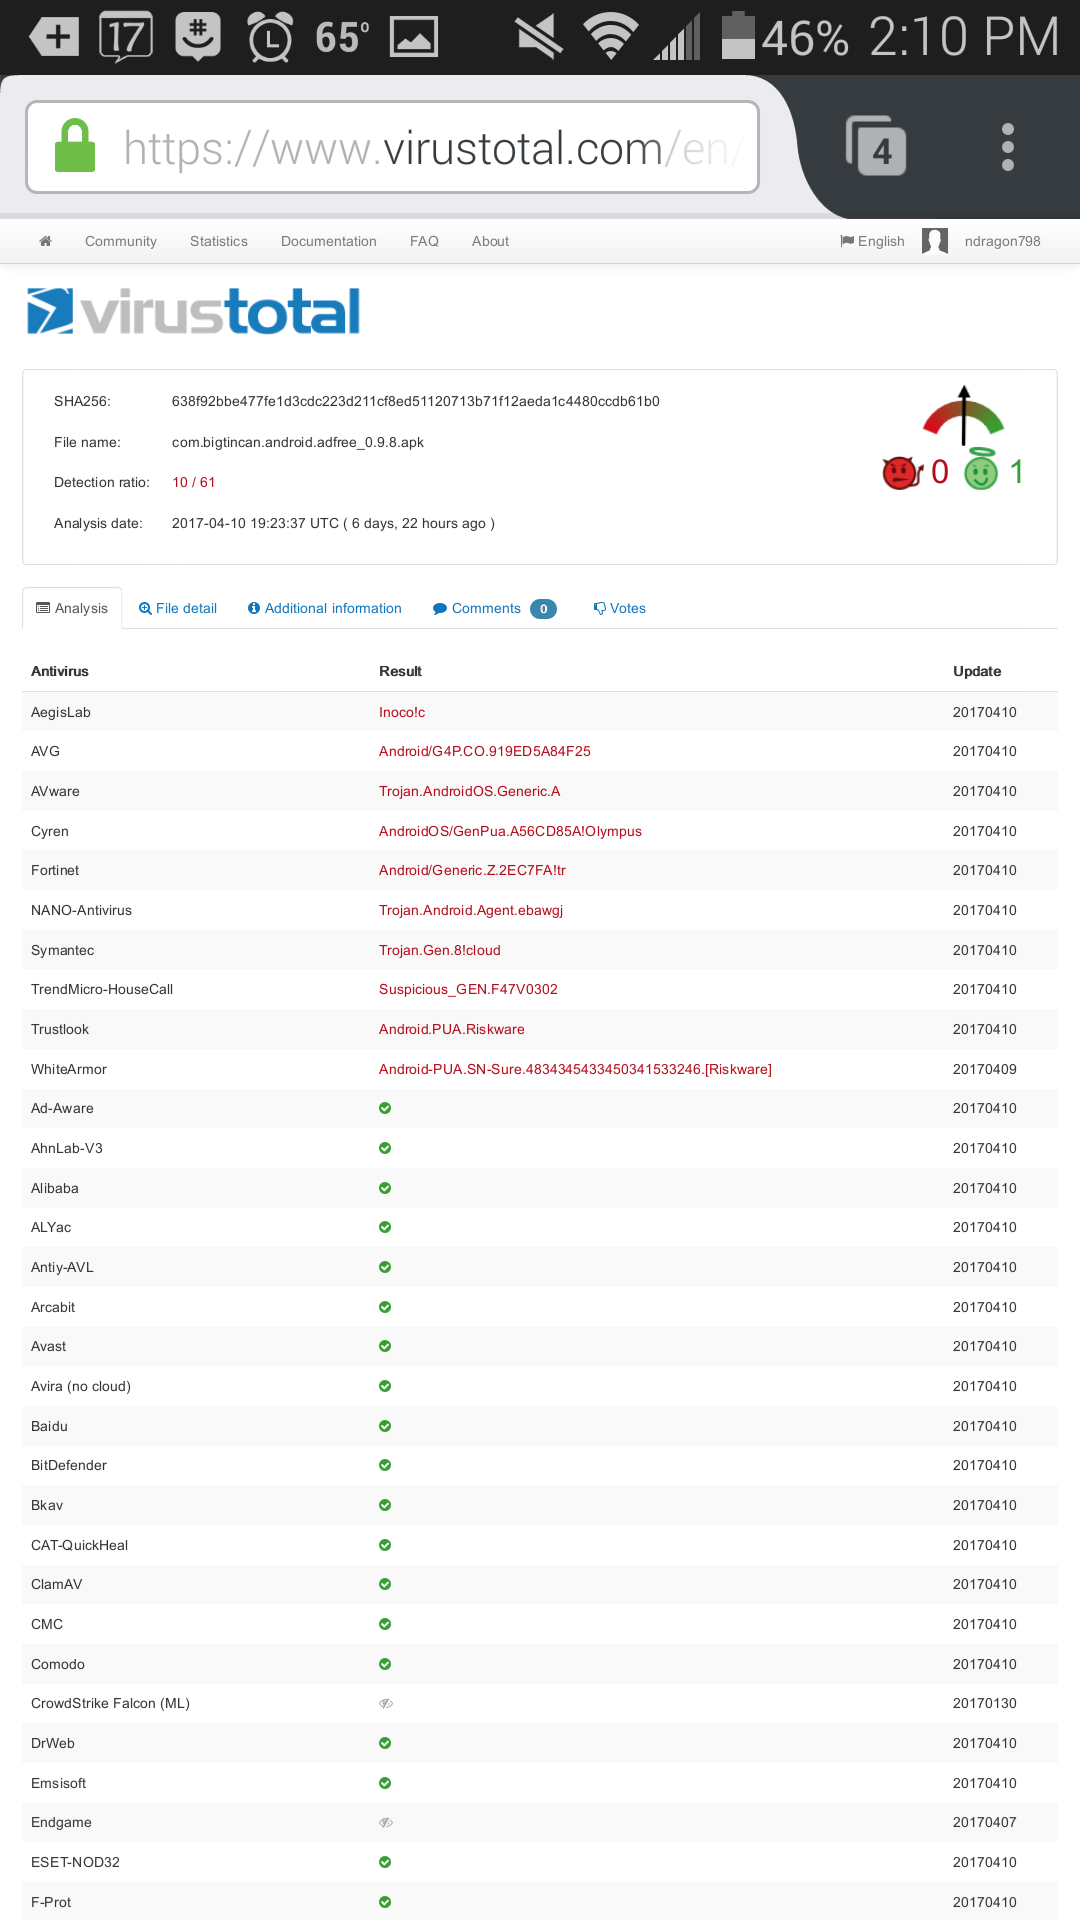 17 # 65° 46% 2:10 PM
https://www.virustotal.com/en/ 4
Community Statistics Documentation FAQ About English ndragon798
virustotal
SHA256: 638f92bbe477fe1d3cdc223d211cf8ed51120713b71f12aeda1c4480ccdb61b0
File name: com.bigtincan.android.adfree_0.9.8.apk
0 1
Detection ratio: 10 / 61
Analysis date: 2017-04-10 19:23:37 UTC ( 6 days, 22 hours ago )
Analysis File detail Additional information Comments 0 Votes
Antivirus Result Update
AegisLab Inoco!c 20170410
AVG Android/G4P.CO.919ED5A84F25 20170410
AVware Trojan.AndroidOS.Generic.A 20170410
Cyren AndroidOS/GenPua.A56CD85A!Olympus 20170410
Fortinet Android/Generic.Z.2EC7FA!tr 20170410
NANO-Antivirus Trojan.Android.Agent.ebawgj 20170410
Symantec Trojan.Gen.8!cloud 20170410
TrendMicro-HouseCall Suspicious_GEN.F47V0302 20170410
Trustlook Android.PUA.Riskware 20170410
WhiteArmor Android-PUA.SN-Sure.4834345433450341533246.[Riskware] 20170409
Ad-Aware 20170410
AhnLab-V3 20170410
Alibaba 20170410
ALYac 20170410
Antiy-AVL 20170410
Arcabit 20170410
Avast 20170410
Avira (no cloud) 20170410
Baidu 20170410
BitDefender 20170410
Bkav 20170410
CAT-QuickHeal 20170410
ClamAV 20170410
CMC 20170410
Comodo 20170410
CrowdStrike Falcon (ML) 20170130
DrWeb 20170410
Emsisoft 20170410
Endgame 20170407
ESET-NOD32 20170410
F-Prot 20170410